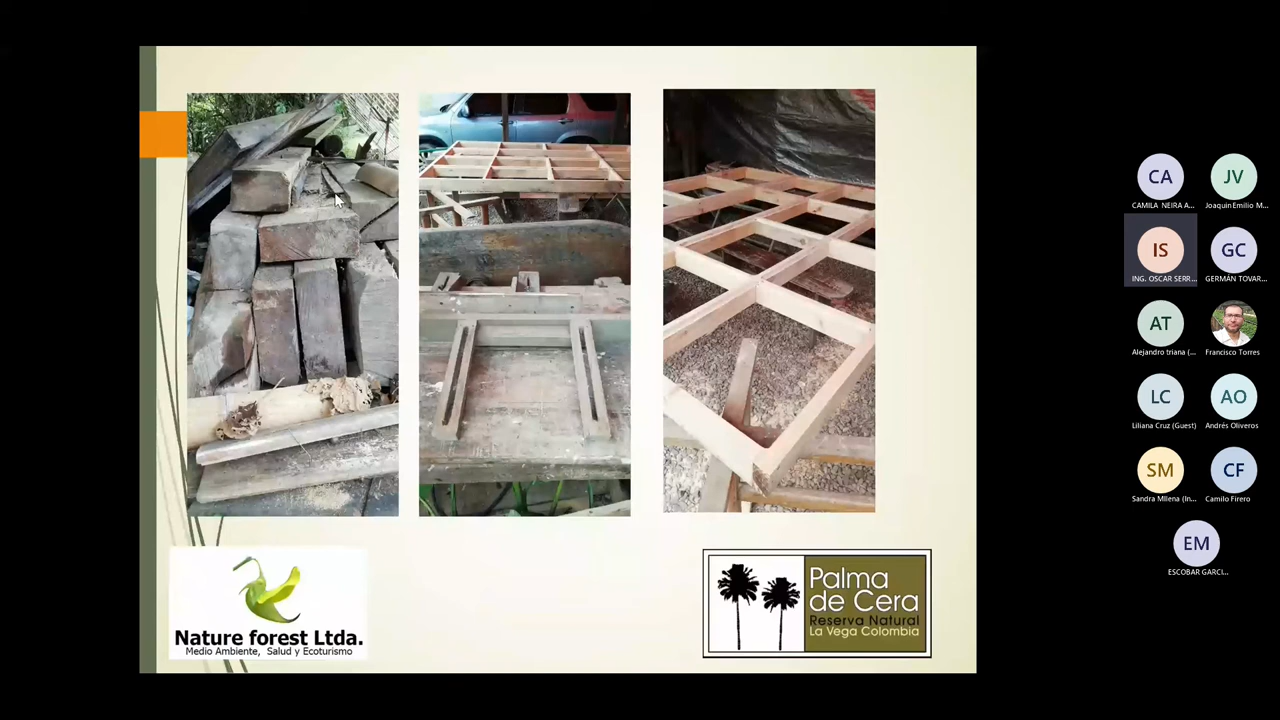 Nature forest Ltda.
Medio Ambiente, Salud y Ecoturismo
Palma
de Cera
Reserva Natural
La Vega Colombia
CA
CAMILA NEIRA A...
JV
Joaquin Emilio M...
IS
ING. OSCAR SERR...
GC
GERMÁN TOVAR...
AT
Alejandro triana (...
Francisco Torres
LC
Liliana Cruz (Guest)
AO
Andrés Oliveros
SM
Sandra MIlena (In...
CF
Camilo Firero
EM
ESCOBAR GARCI...